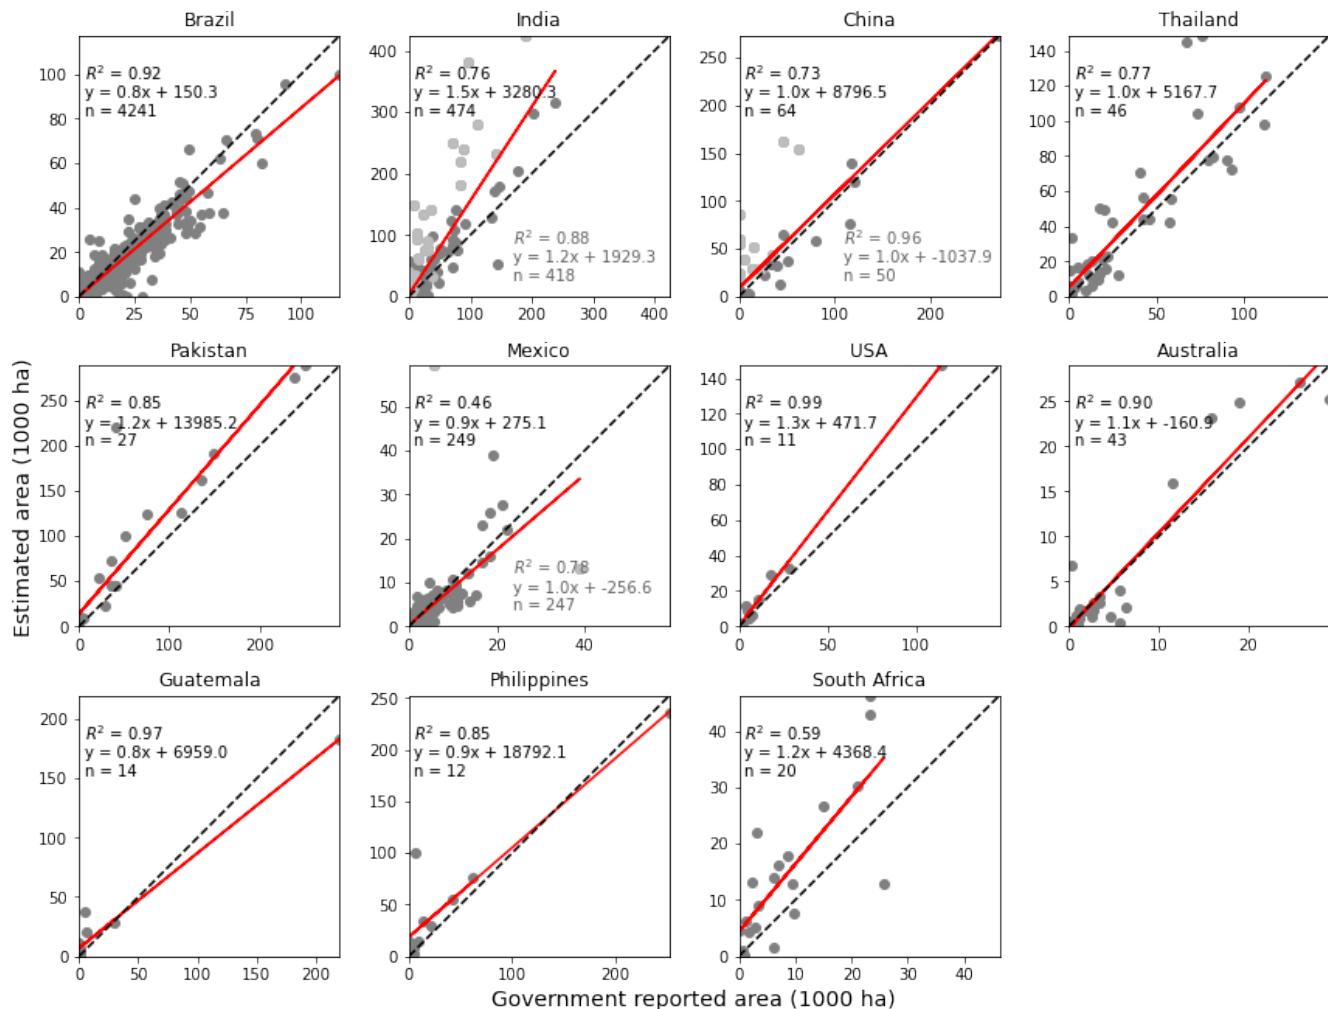 Brazil
R² = 0.92
y = 0.8x + 150.3
n = 4241
100
80
60
40
20
0
0 25 50 75 100
India
R² = 0.76
y = 1.5x + 3280.3
n = 474
R² = 0.88
y = 1.2x + 1929.3
n = 418
400
300
200
100
0
0 100 200 300 400
China
R² = 0.73
y = 1.0x + 8796.5
n = 64
R² = 0.96
y = 1.0x + -1037.9
n = 50
250
200
150
100
50
0
0 100 200
Thailand
R² = 0.77
y = 1.0x + 5167.7
n = 46
140
120
100
80
60
40
20
0
0 50 100
Estimated area (1000 ha)
Pakistan
R² = 0.85
y = 1.2x + 13985.2
n = 27
250
200
150
100
50
0
0 100 200
Mexico
R² = 0.46
y = 0.9x + 275.1
n = 249
R² = 0.78
y = 1.0x + -256.6
n = 247
50
40
30
20
10
0
0 20 40
USA
R² = 0.99
y = 1.3x + 471.7
n = 11
140
120
100
80
60
40
20
0
0 50 100
Australia
R² = 0.90
y = 1.1x + -160.9
n = 43
25
20
15
10
5
0
0 10 20
Guatemala
R² = 0.97
y = 0.8x + 6959.0
n = 14
200
150
100
50
0
0 50 100 150 200
Philippines
R² = 0.85
y = 0.9x + 18792.1
n = 12
250
200
150
100
50
0
0 100 200
South Africa
R² = 0.59
y = 1.2x + 4368.4
n = 20
40
30
20
10
0
0 10 20 30 40
Government reported area (1000 ha)